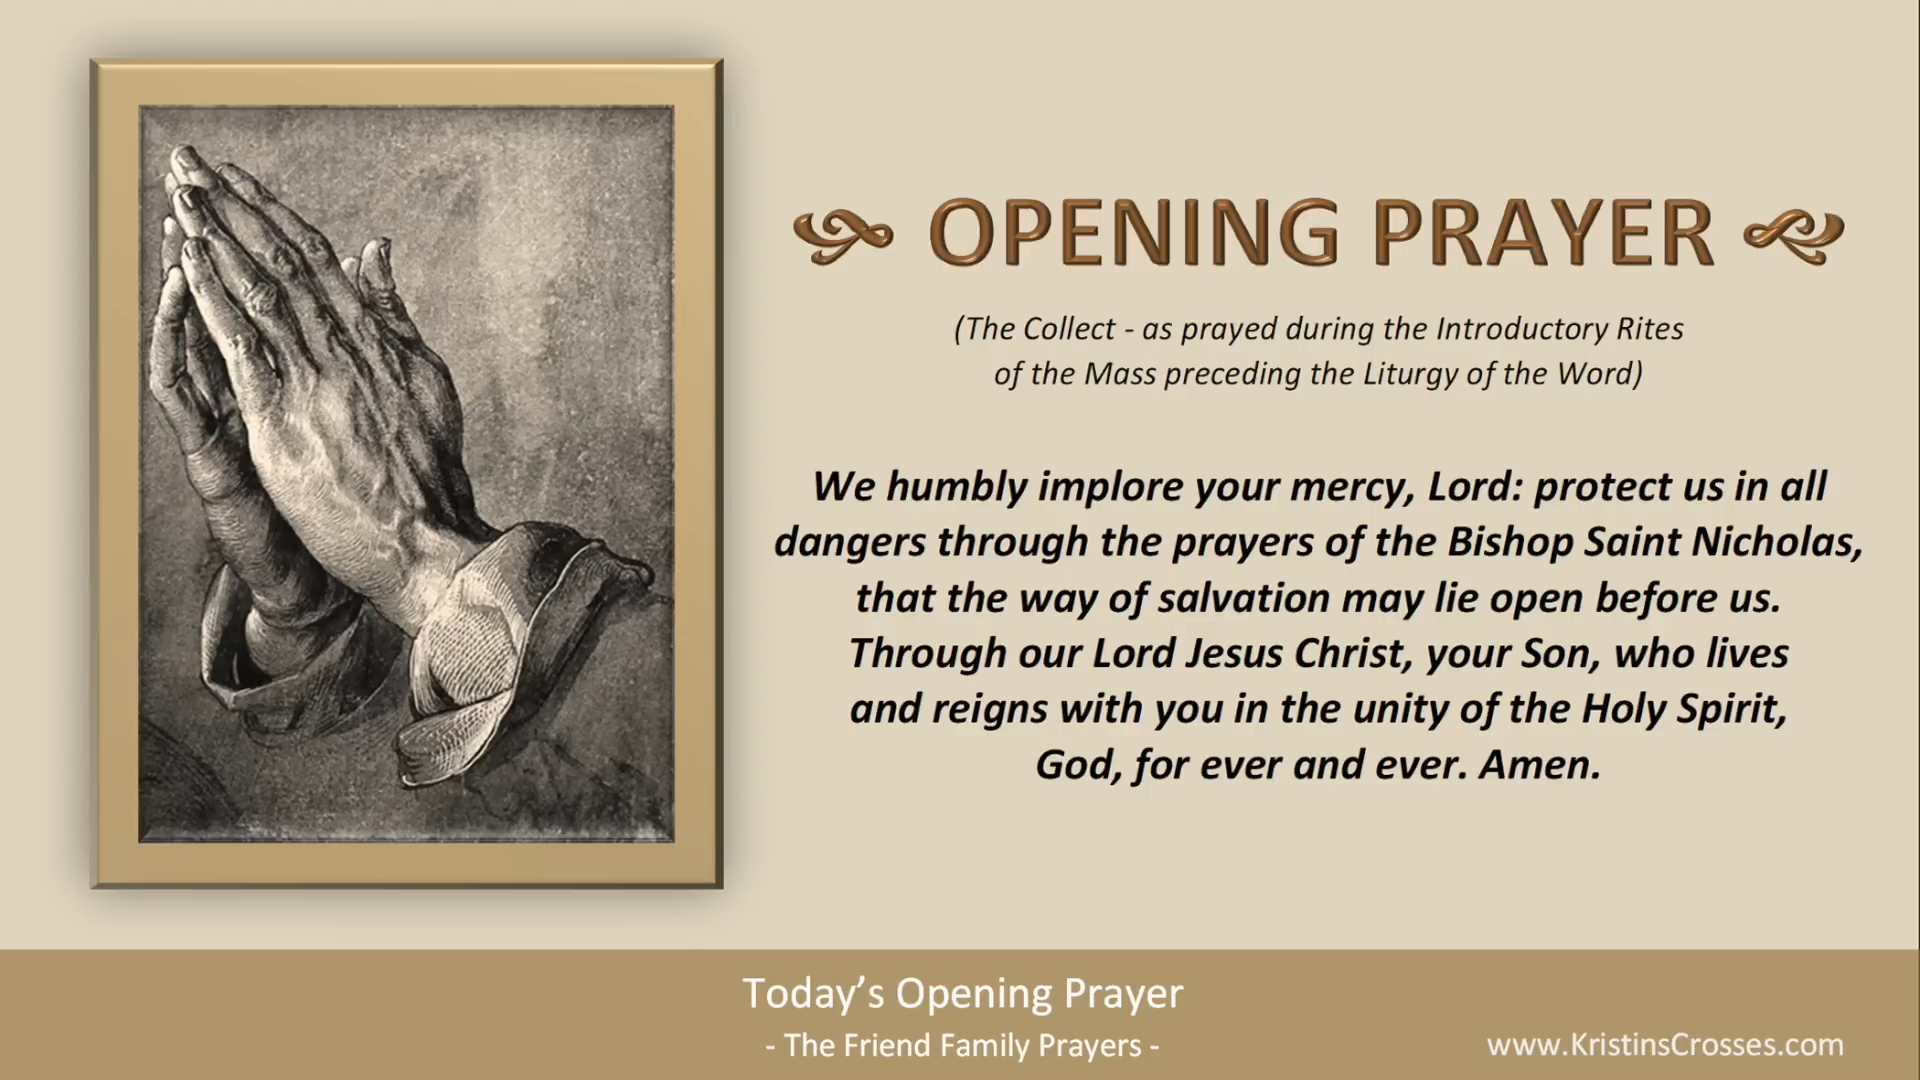 OPENING PRAYER
(The Collect - as prayed during the Introductory Rites
of the Mass preceding the Liturgy of the Word)
We humbly implore your mercy, Lord: protect us in all
dangers through the prayers of the Bishop Saint Nicholas,
that the way of salvation may lie open before us.
Through our Lord Jesus Christ, your Son, who lives
and reigns with you in the unity of the Holy Spirit,
God, for ever and ever. Amen.
Today’s Opening Prayer
- The Friend Family Prayers -
www.KristinsCrosses.com